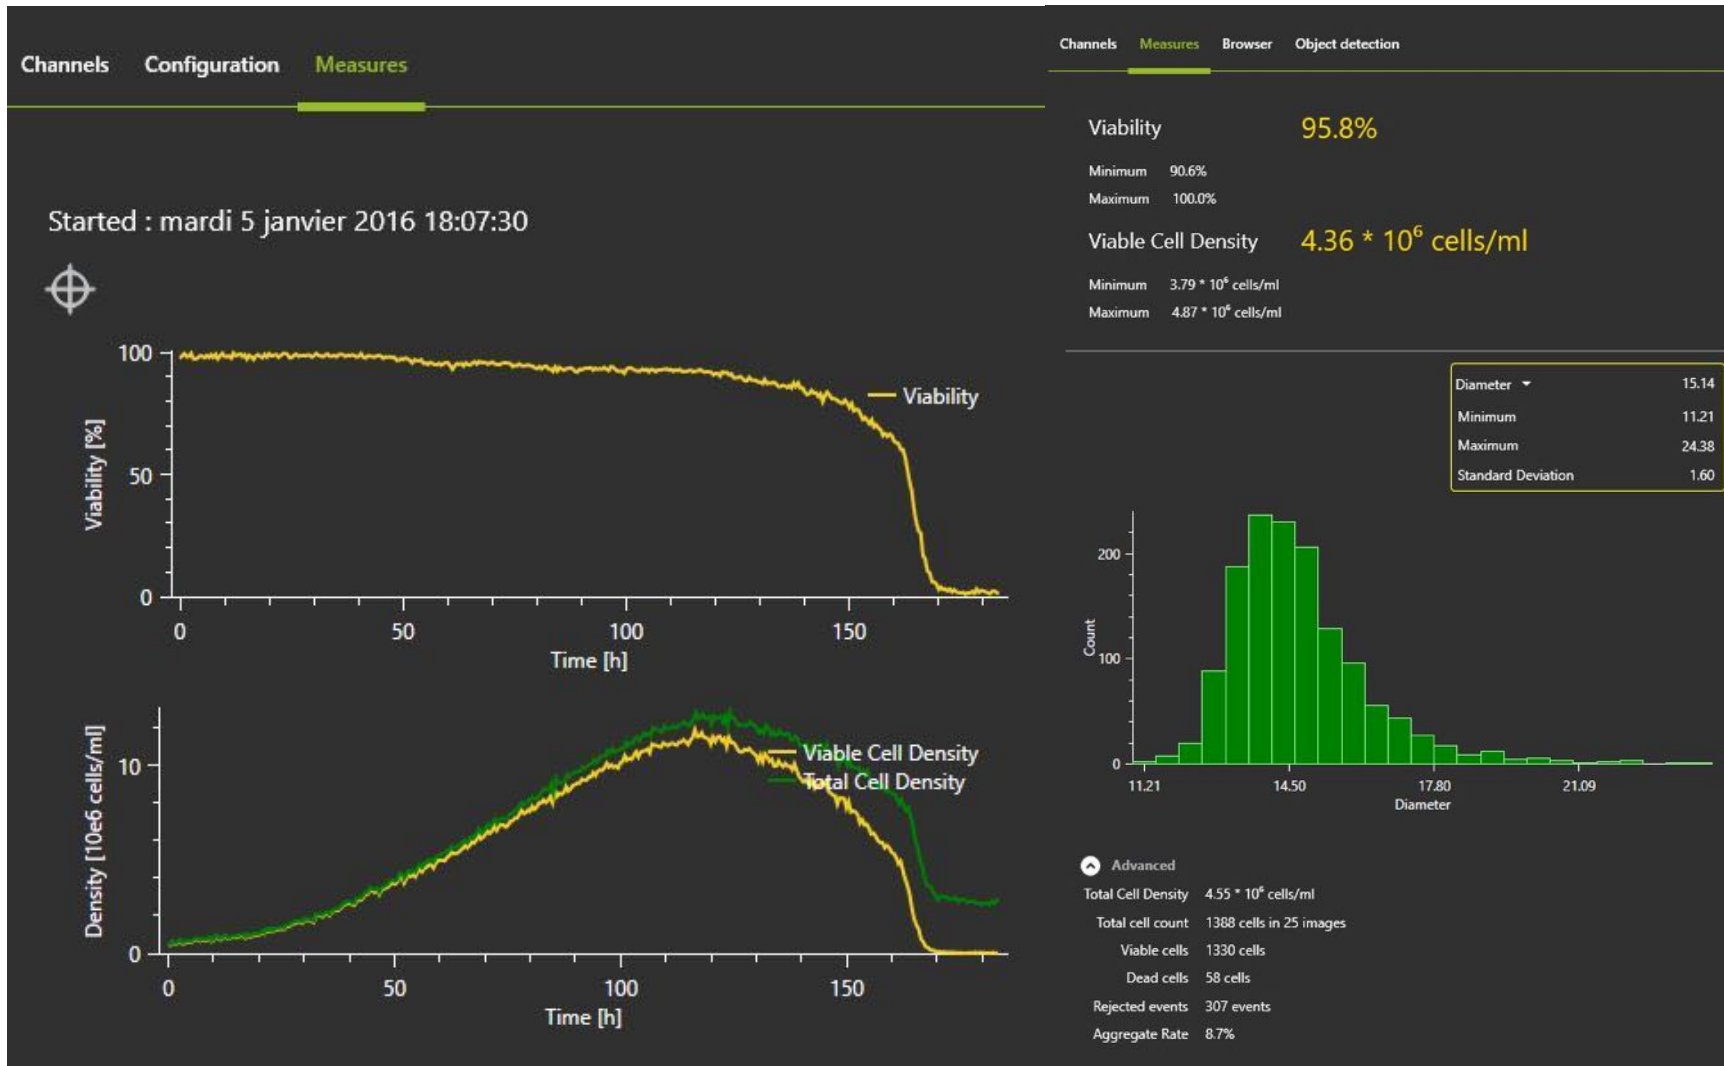 Channels Configuration Measures
Started : mardi 5 janvier 2016 18:07:30
100
50
0
Viability [%]
Viability
0 50 100 150
Time [h]
10
0
Density [10e6 cells/ml]
Viable Cell Density
Total Cell Density
0 50 100 150
Time [h]
Channels Measures Browser Object detection
Viability 95.8%
Minimum 90.6%
Maximum 100.0%
Viable Cell Density 4.36 * 10⁶ cells/ml
Minimum 3.79 * 10⁶ cells/ml
Maximum 4.87 * 10⁶ cells/ml
Diameter 15.14
Minimum 11.21
Maximum 24.38
Standard Deviation 1.60
200
100
0
Count
11.21 14.50 17.80 21.09
Diameter
Advanced
Total Cell Density 4.55 * 10⁶ cells/ml
Total cell count 1388 cells in 25 images
Viable cells 1330 cells
Dead cells 58 cells
Rejected events 307 events
Aggregate Rate 8.7%